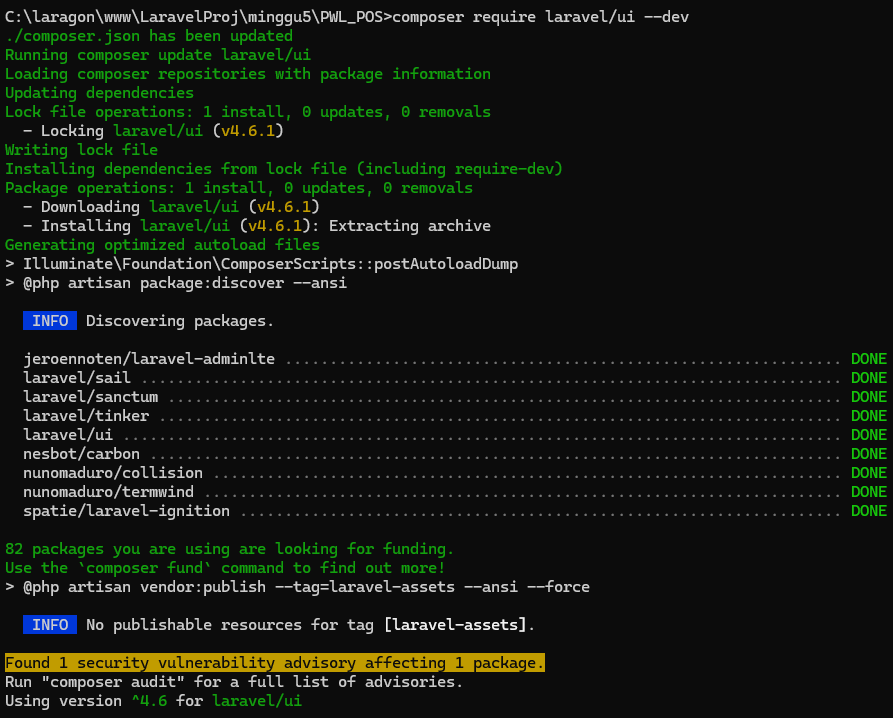 C:\laragon\www\LaravelProj\minggu5\PWL_POS>composer require laravel/ui --dev
./composer.json has been updated
Running composer update laravel/ui
Loading composer repositories with package information
Updating dependencies
Lock file operations: 1 install, 0 updates, 0 removals
  - Locking laravel/ui (v4.6.1)
Writing lock file
Installing dependencies from lock file (including require-dev)
Package operations: 1 install, 0 updates, 0 removals
  - Downloading laravel/ui (v4.6.1)
  - Installing laravel/ui (v4.6.1): Extracting archive
Generating optimized autoload files
> Illuminate\Foundation\ComposerScripts::postAutoloadDump
> @php artisan package:discover --ansi
  INFO  Discovering packages.
  jeroennoten/laravel-adminlte .............................................................. DONE
  laravel/sail .............................................................................. DONE
  laravel/sanctum ........................................................................... DONE
  laravel/tinker ............................................................................ DONE
  laravel/ui ................................................................................ DONE
  nesbot/carbon ............................................................................. DONE
  nunomaduro/collision ...................................................................... DONE
  nunomaduro/termwind ....................................................................... DONE
  spatie/laravel-ignition ................................................................... DONE
82 packages you are using are looking for funding.
Use the `composer fund` command to find out more!
> @php artisan vendor:publish --tag=laravel-assets --ansi --force
  INFO  No publishable resources for tag [laravel-assets].
Found 1 security vulnerability advisory affecting 1 package.
Run "composer audit" for a full list of advisories.
Using version ^4.6 for laravel/ui